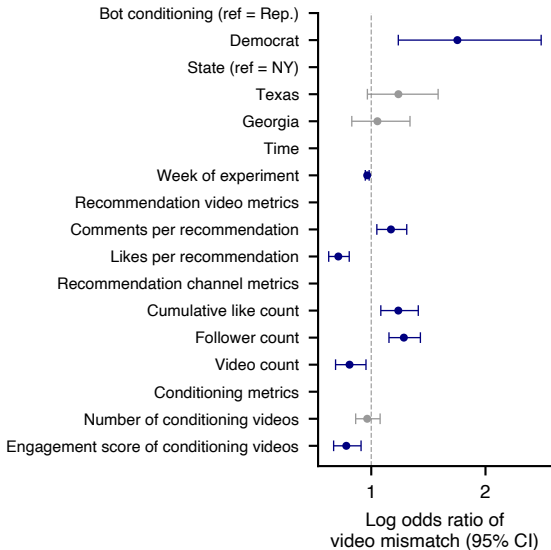 Bot conditioning (ref = Rep.)
Democrat
State (ref = NY)
Texas
Georgia
Time
Week of experiment
Recommendation video metrics
Comments per recommendation
Likes per recommendation
Recommendation channel metrics
Cumulative like count
Follower count
Video count
Conditioning metrics
Number of conditioning videos
Engagement score of conditioning videos
1 2
Log odds ratio of
video mismatch (95% CI)